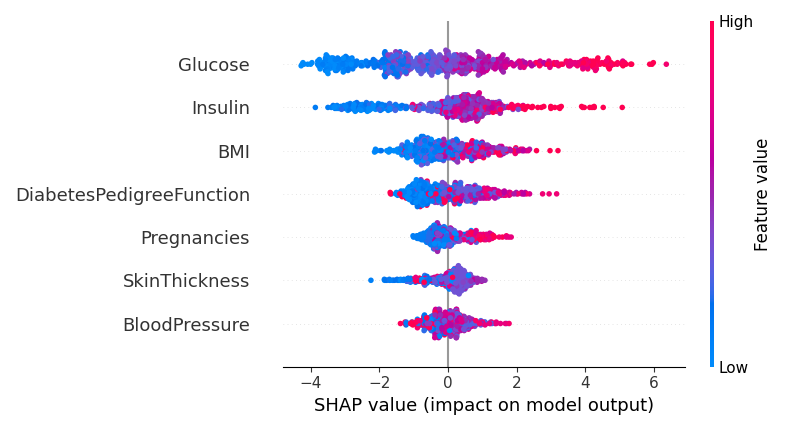 High
Glucose
Insulin
BMI
DiabetesPedigreeFunction
Pregnancies
SkinThickness
BloodPressure
Feature value
Low
−4 −2 0 2 4 6
SHAP value (impact on model output)